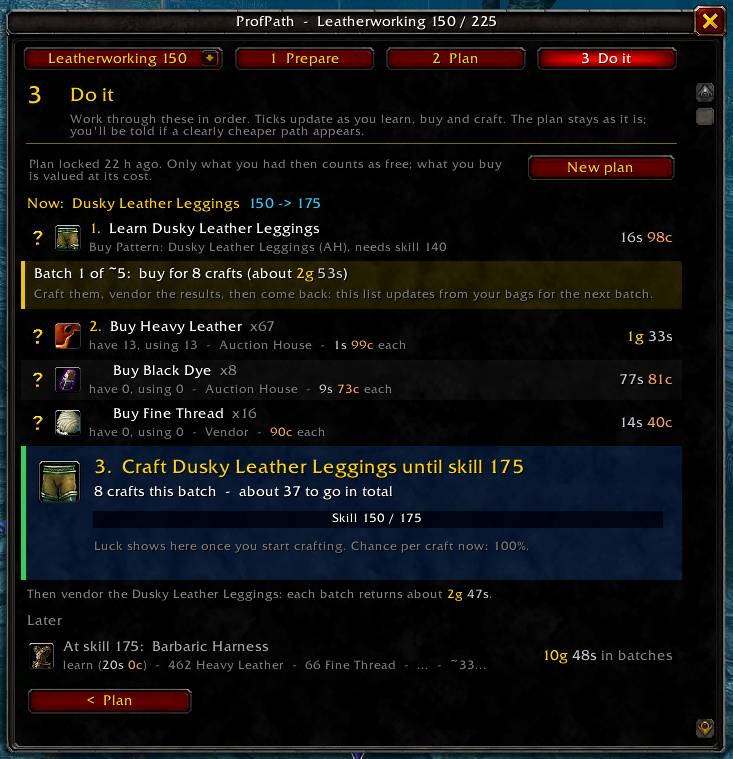 ProfPath - Leatherworking 150 / 225
Leatherworking 150
1 Prepare
2 Plan
3 Do it
3 Do it
Work through these in order. Ticks update as you learn, buy and craft. The plan stays as it is;
you'll be told if a clearly cheaper path appears.
Plan locked 22 h ago. Only what you had then counts as free; what you buy
is valued at its cost.
New plan
Now: Dusky Leather Leggings 150 -> 175
? 1. Learn Dusky Leather Leggings
Buy Pattern: Dusky Leather Leggings (AH), needs skill 140
16s 98c
Batch 1 of ~5: buy for 8 crafts (about 2g 53s)
Craft them, vendor the results, then come back: this list updates from your bags for the next batch.
? 2. Buy Heavy Leather x67
have 13, using 13 - Auction House - 1s 99c each
1g 33s
? Buy Black Dye x8
have 0, using 0 - Auction House - 9s 73c each
77s 81c
? Buy Fine Thread x16
have 0, using 0 - Vendor - 90c each
14s 40c
3. Craft Dusky Leather Leggings until skill 175
8 crafts this batch - about 37 to go in total
Skill 150 / 175
Luck shows here once you start crafting. Chance per craft now: 100%.
Then vendor the Dusky Leather Leggings: each batch returns about 2g 47s.
Later
At skill 175: Barbaric Harness
learn (20s 0c) - 462 Heavy Leather - 66 Fine Thread - ... - ~33...
10g 48s in batches
< Plan